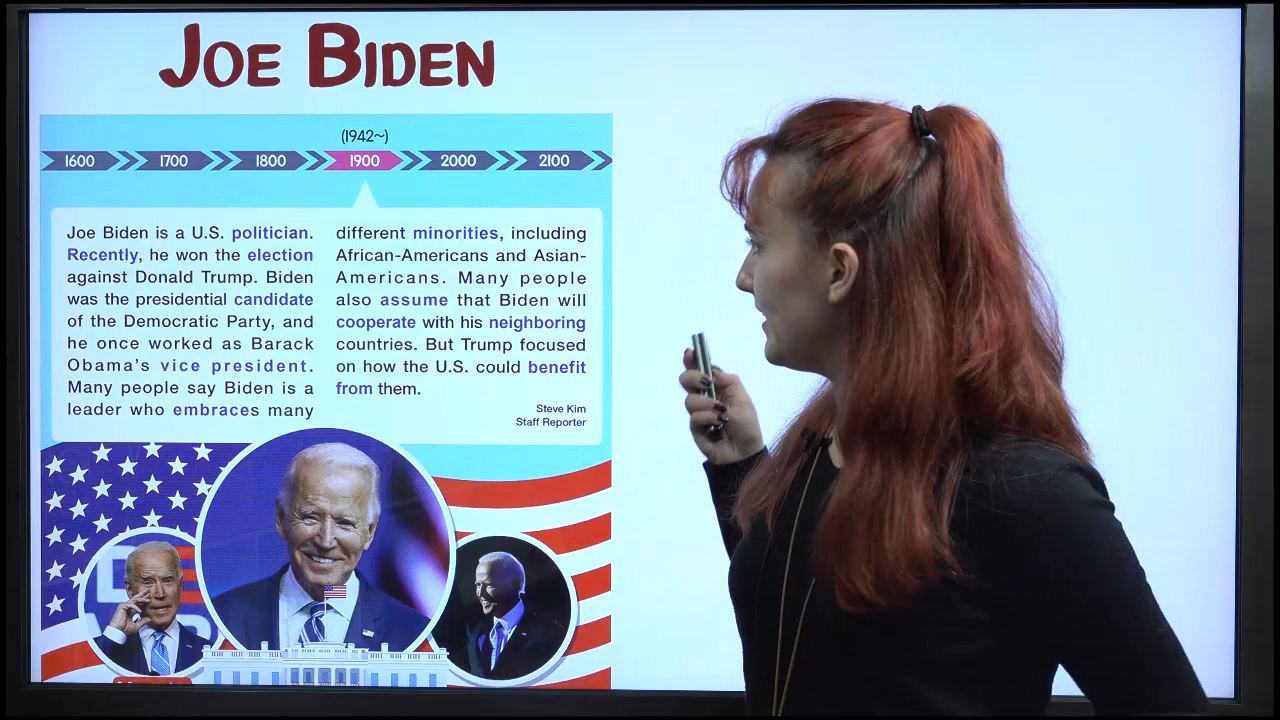 JOE BIDEN
(1942~)
1600 1700 1800 1900 2000 2100
Joe Biden is a U.S. politician.
Recently, he won the election
against Donald Trump. Biden
was the presidential candidate
of the Democratic Party, and
he once worked as Barack
Obama's vice president.
Many people say Biden is a
leader who embraces many
different minorities, including
African-Americans and Asian-
Americans. Many people
also assume that Biden will
cooperate with his neighboring
countries. But Trump focused
on how the U.S. could benefit
from them.
Steve Kim
Staff Reporter